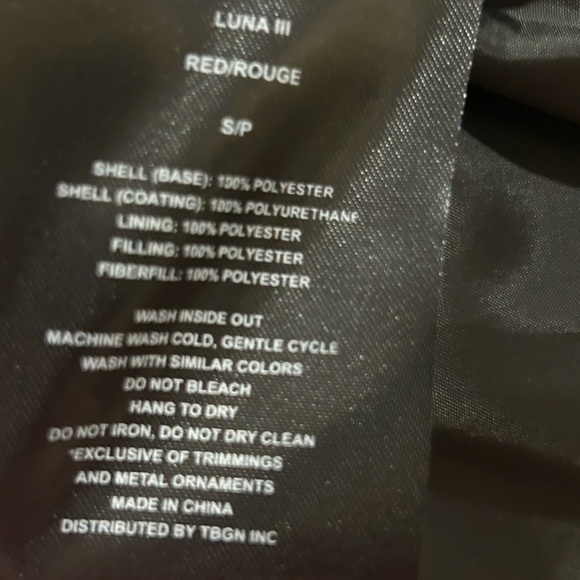 LUNA III
RED/ROUGE
S/P
SHELL (BASE): 100% POLYESTER
SHELL (COATING): 100% POLYURETHANE
LINING: 100% POLYESTER
FILLING: 100% POLYESTER
FIBERFILL: 100% POLYESTER
WASH INSIDE OUT
MACHINE WASH COLD, GENTLE CYCLE
WASH WITH SIMILAR COLORS
DO NOT BLEACH
HANG TO DRY
DO NOT IRON, DO NOT DRY CLEAN
*EXCLUSIVE OF TRIMMINGS
AND METAL ORNAMENTS
MADE IN CHINA
DISTRIBUTED BY TBGN INC